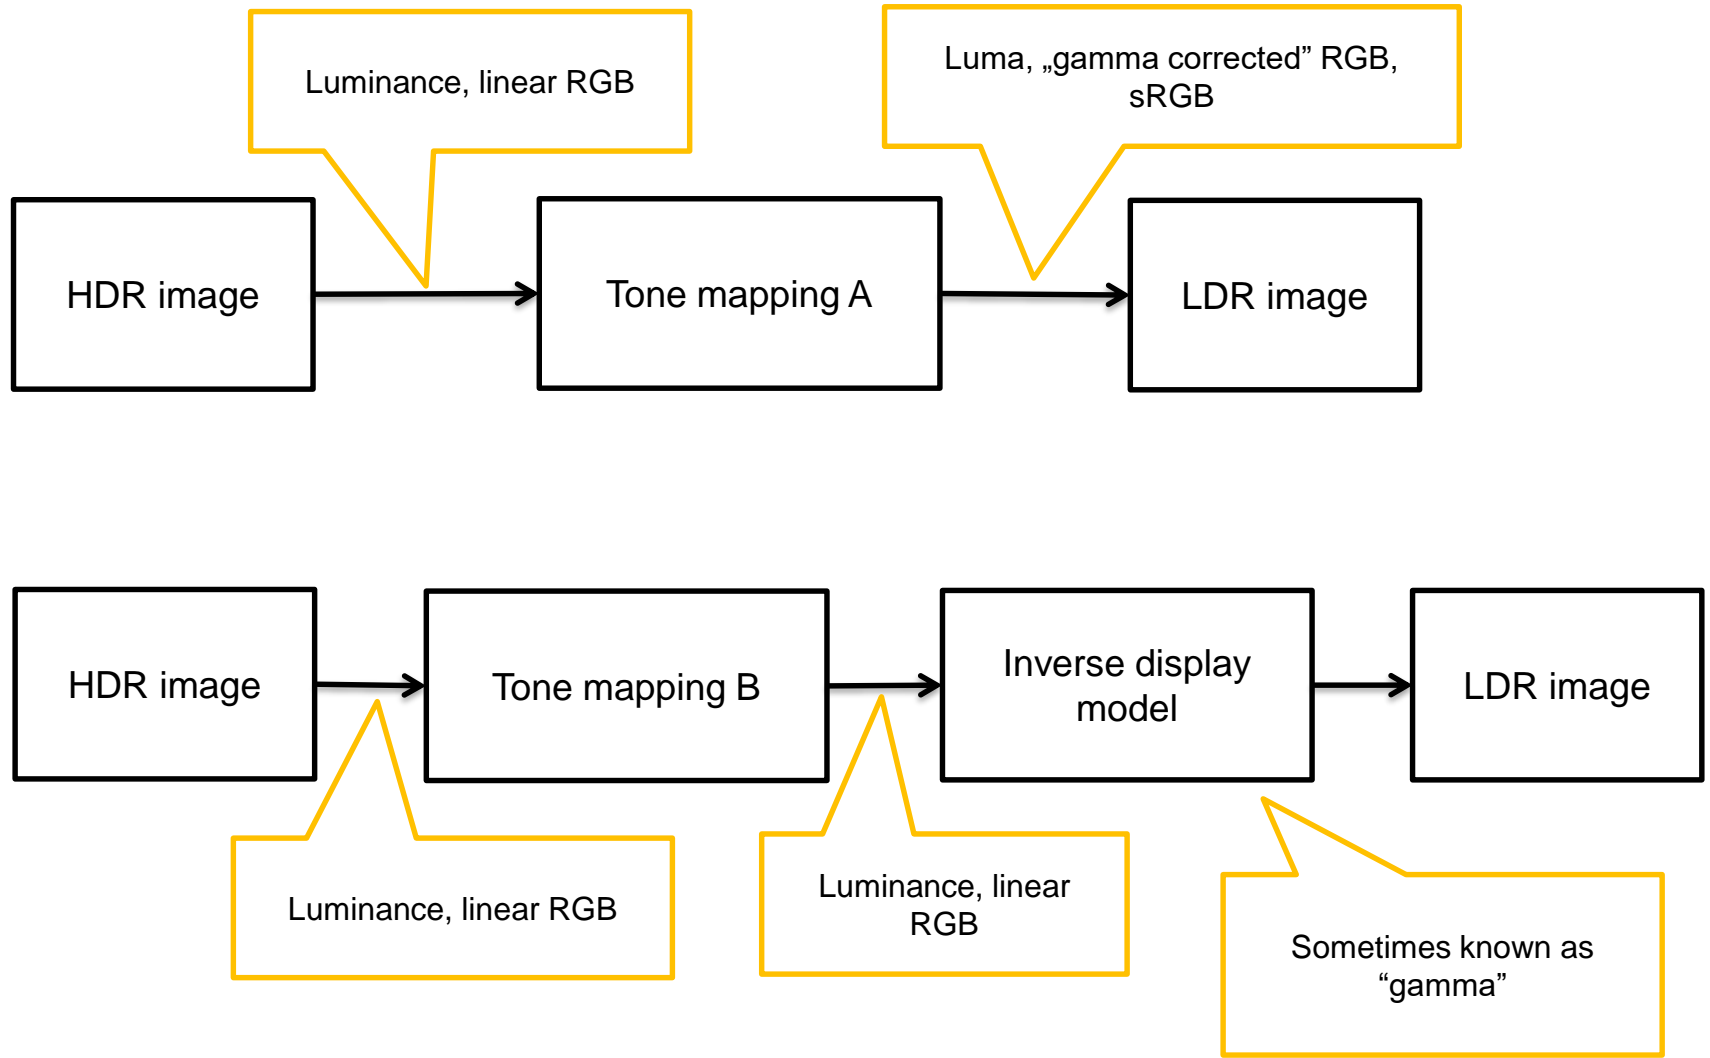 Luminance, linear RGB
Luma, „gamma corrected” RGB,
sRGB
HDR image
Tone mapping A
LDR image
HDR image
Tone mapping B
Inverse display
model
LDR image
Luminance, linear RGB
Luminance, linear
RGB
Sometimes known as
“gamma”